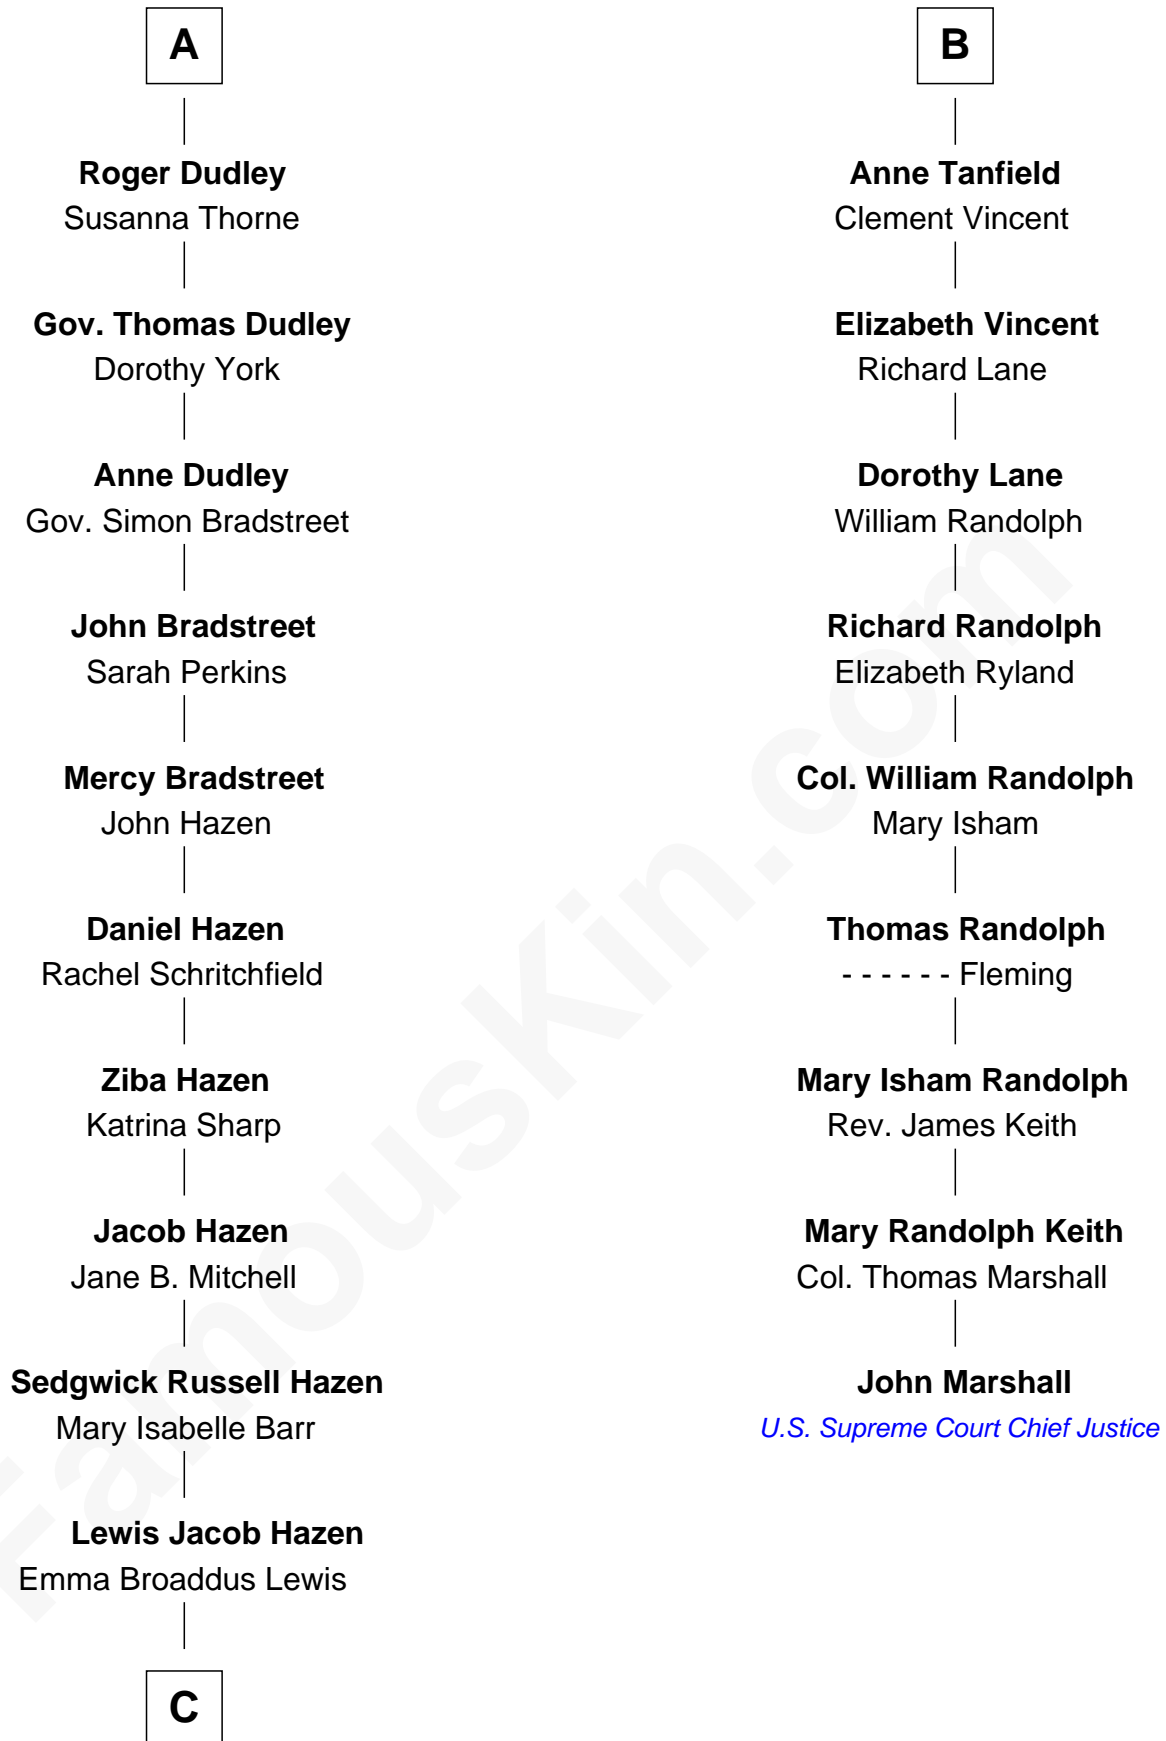 A
Roger Dudley
Susanna Thorne
Gov. Thomas Dudley
Dorothy York
Anne Dudley
Gov. Simon Bradstreet
John Bradstreet
Sarah Perkins
Mercy Bradstreet
John Hazen
Daniel Hazen
Rachel Schritchfield
Ziba Hazen
Katrina Sharp
Jacob Hazen
Jane B. Mitchell
Sedgwick Russell Hazen
Mary Isabelle Barr
Lewis Jacob Hazen
Emma Broaddus Lewis
C
B
Anne Tanfield
Clement Vincent
Elizabeth Vincent
Richard Lane
Dorothy Lane
William Randolph
Richard Randolph
Elizabeth Ryland
Col. William Randolph
Mary Isham
Thomas Randolph
- - - - - - Fleming
Mary Isham Randolph
Rev. James Keith
Mary Randolph Keith
Col. Thomas Marshall
John Marshall
U.S. Supreme Court Chief Justice
FamousKin.com